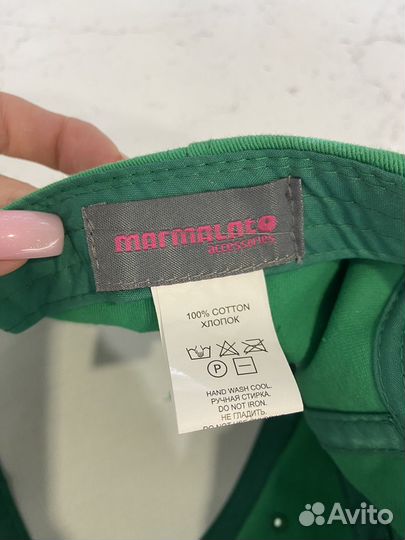 marmalato
accessories
100% COTTON
ХЛОПОК
P
HAND WASH COOL.
РУЧНАЯ СТИРКА.
DO NOT IRON.
НЕ ГЛАДИТЬ
Avito